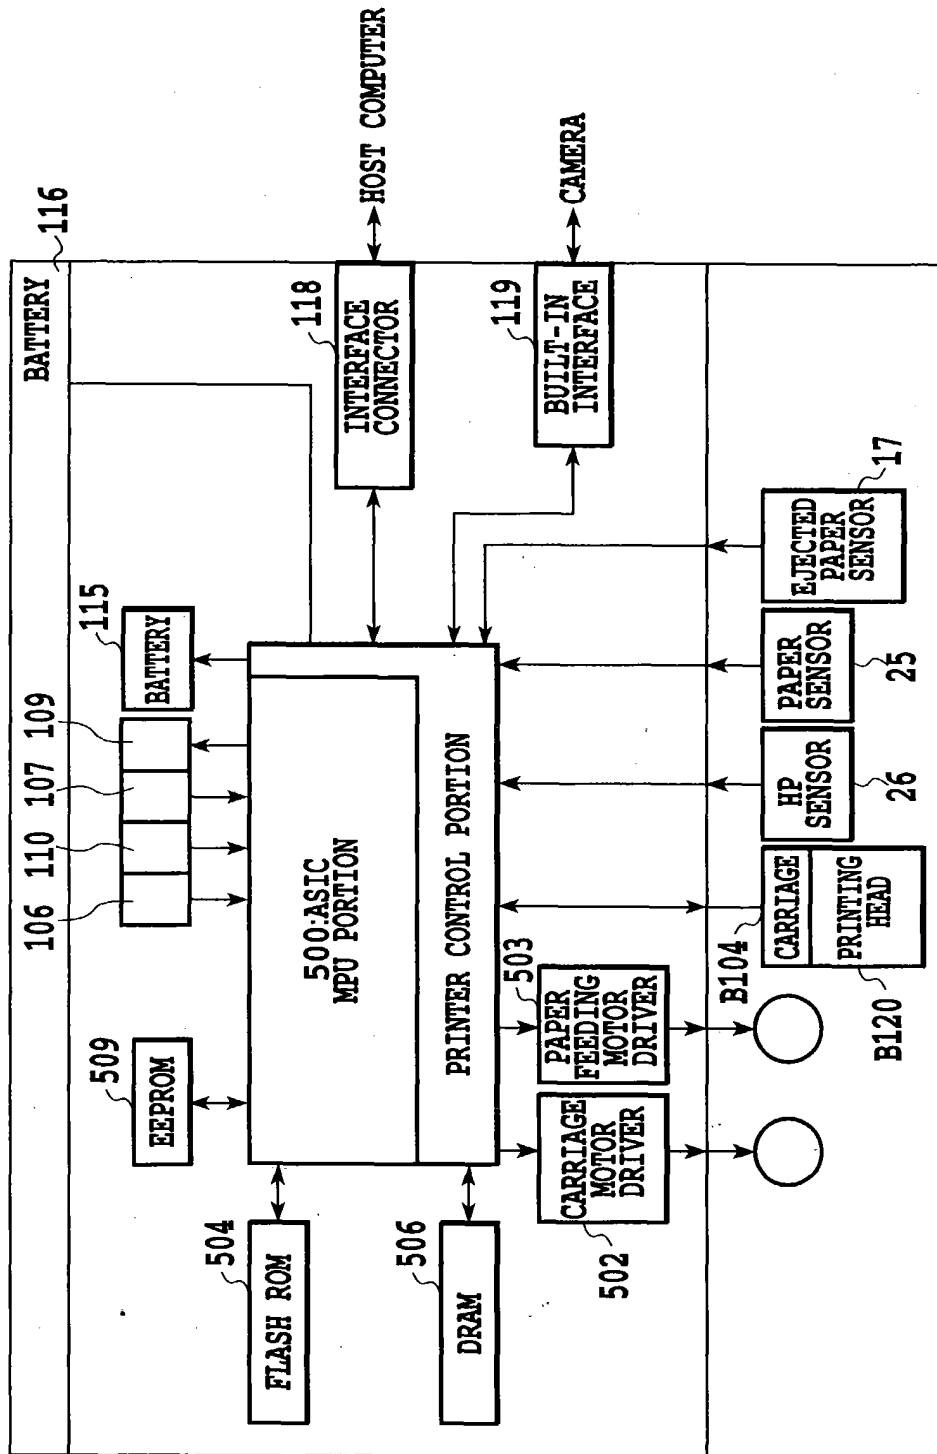 BATTERY
116
HOST COMPUTER
CAMERA
118
INTERFACE
CONNECTOR
119
BUILT-IN
INTERFACE
115
BATTERY
109
107
110
106
509
EEPROM
500:ASIC
MPU PORTION
PRINTER CONTROL PORTION
504
FLASH ROM
506
DRAM
503
PAPER
FEEDING
MOTOR
DRIVER
CARRIAGE
MOTOR
DRIVER
502
17
EJECTED
PAPER
SENSOR
PAPER
SENSOR
25
HP
SENSOR
26
B104
CARRIAGE
PRINTING
HEAD
B120